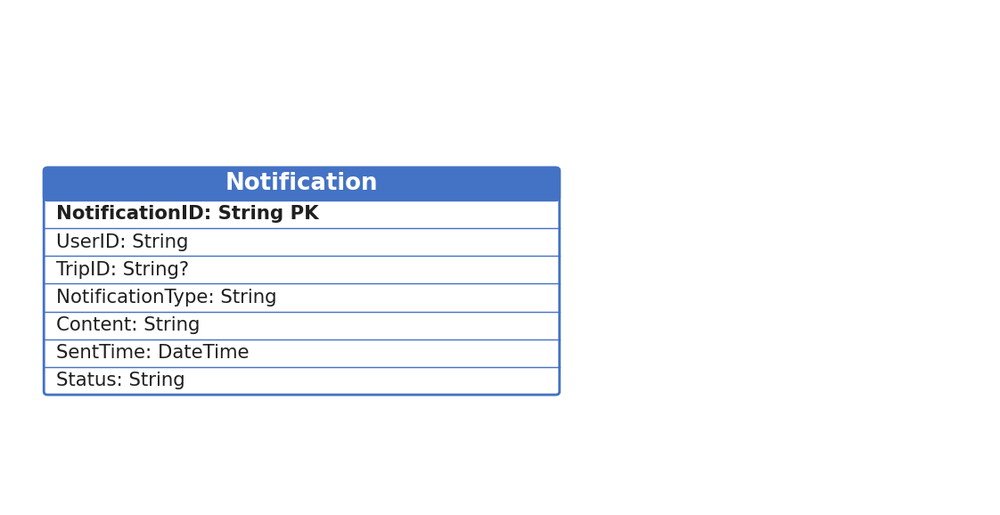 Notification
NotificationID: String PK
UserID: String
TripID: String?
NotificationType: String
Content: String
SentTime: DateTime
Status: String